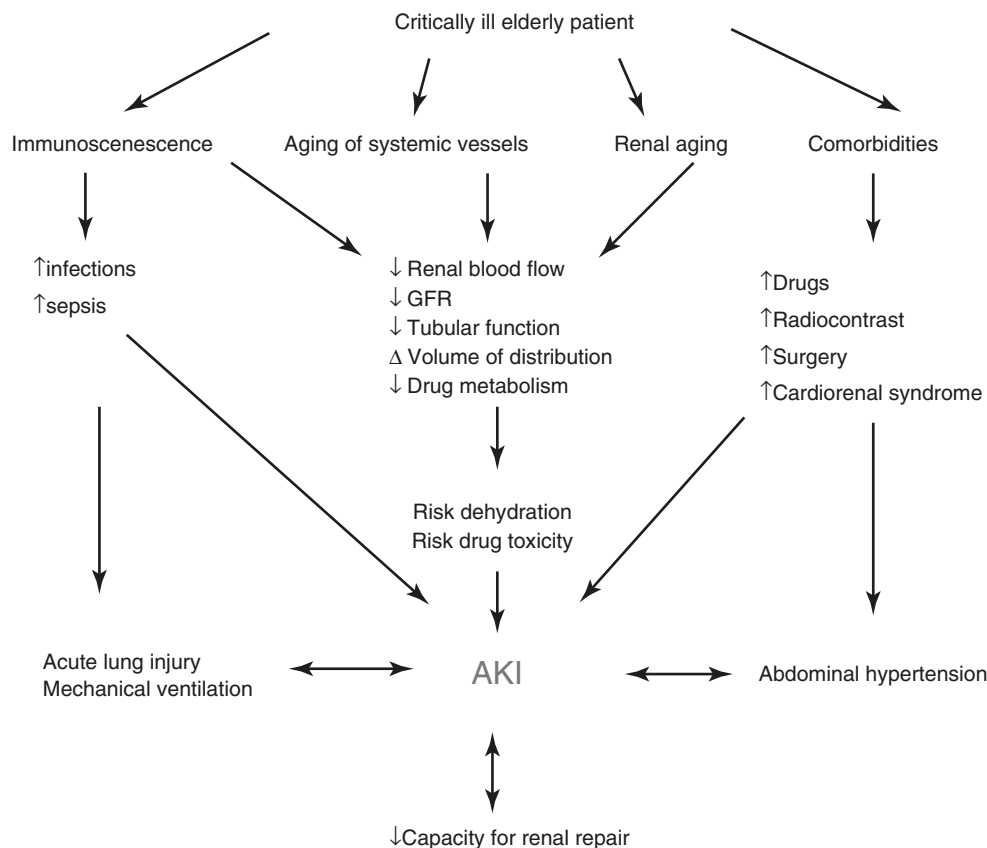 Critically ill elderly patient
Immunoscenescence
Aging of systemic vessels
Renal aging
Comorbidities
↑infections
↑sepsis
↓ Renal blood flow
↓ GFR
↓ Tubular function
Δ Volume of distribution
↓ Drug metabolism
↑Drugs
↑Radiocontrast
↑Surgery
↑Cardiorenal syndrome
Risk dehydration
Risk drug toxicity
Acute lung injury
Mechanical ventilation
AKI
Abdominal hypertension
↓Capacity for renal repair